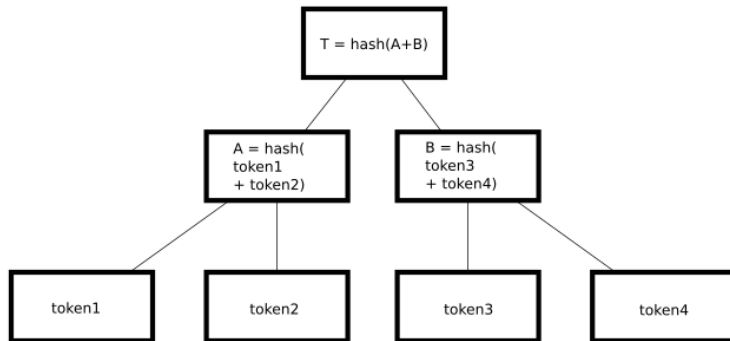 T = hash(A+B)
A = hash(
token1
+ token2)
B = hash(
token3
+ token4)
token1
token2
token3
token4